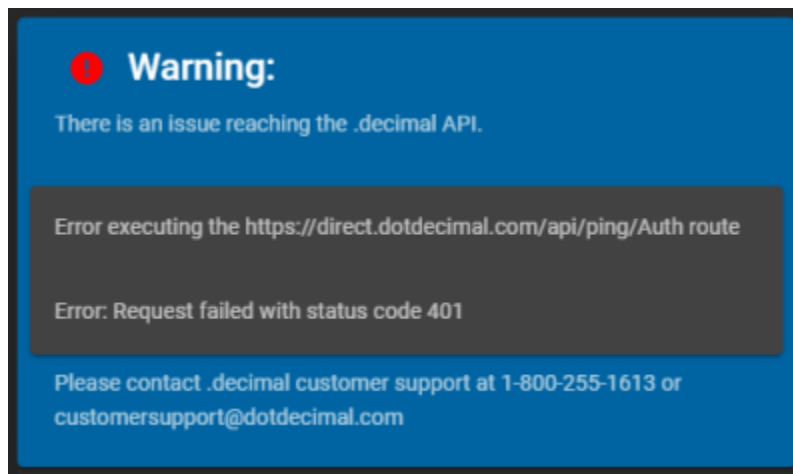 Warning:
There is an issue reaching the .decimal API.
Error executing the https://direct.dotdecimal.com/api/ping/Auth route
Error: Request failed with status code 401
Please contact .decimal customer support at 1-800-255-1613 or
customersupport@dotdecimal.com